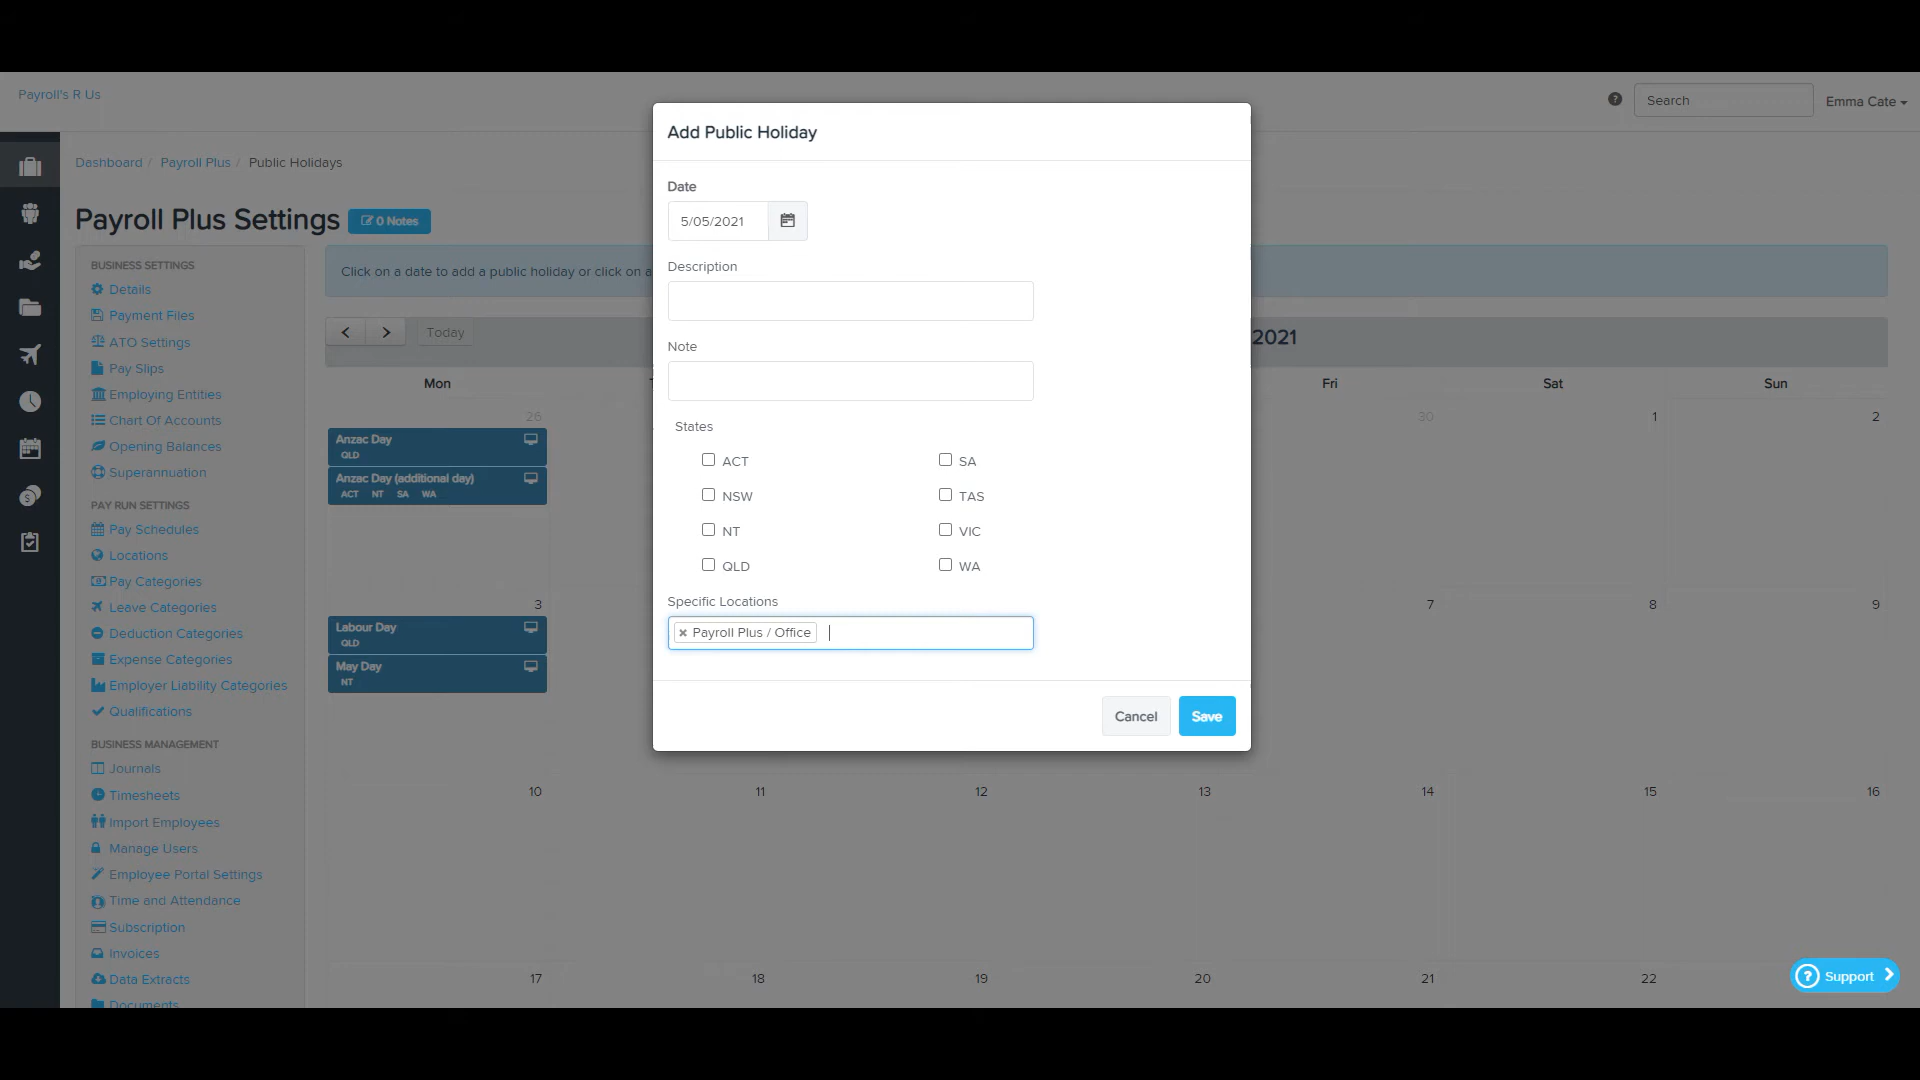 Payroll's R Us
Search
Emma Cate
Dashboard / Payroll Plus / Public Holidays
Payroll Plus Settings
0 Notes
BUSINESS SETTINGS
Details
Payment Files
ATO Settings
Pay Slips
Employing Entities
Chart Of Accounts
Opening Balances
Superannuation
PAY RUN SETTINGS
Pay Schedules
Locations
Pay Categories
Leave Categories
Deduction Categories
Expense Categories
Employer Liability Categories
Qualifications
BUSINESS MANAGEMENT
Journals
Timesheets
Import Employees
Manage Users
Employee Portal Settings
Time and Attendance
Subscription
Invoices
Data Extracts
Documents
Click on a date to add a public holiday or click on a
Today
2021
Mon
Fri
Sat
Sun
26
30
1
2
Anzac Day
QLD
Anzac Day (additional day)
ACT NT SA WA
3
7
8
9
Labour Day
QLD
May Day
NT
10
11
12
13
14
15
16
17
18
19
20
21
22
Add Public Holiday
Date
5/05/2021
Description
Note
States
ACT
SA
NSW
TAS
NT
VIC
QLD
WA
Specific Locations
Payroll Plus / Office
Cancel
Save
Support